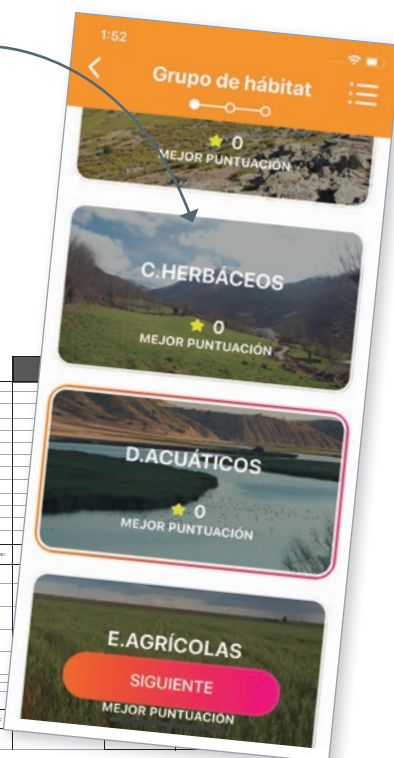 1:52
Grupo de hábitat
0
MEJOR PUNTUACIÓN
C.HERBÁCEOS
0
MEJOR PUNTUACIÓN
D.ACUÁTICOS
0
MEJOR PUNTUACIÓN
E.AGRÍCOLAS
SIGUIENTE
MEJOR PUNTUACIÓN